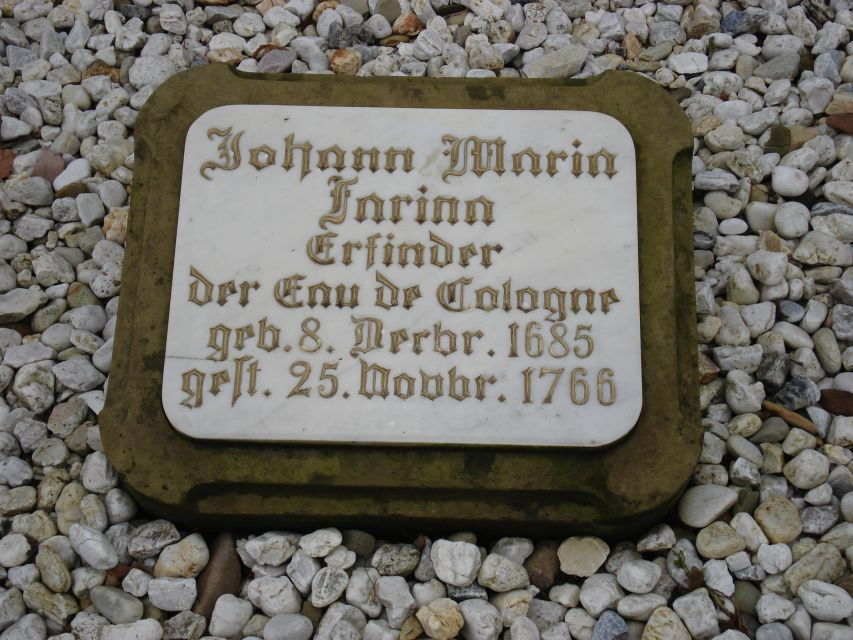 Johann Maria
Farina
Erfinder
der Eau de Cologne
geb. 8. Decbr. 1685
gest. 25. Novbr. 1766